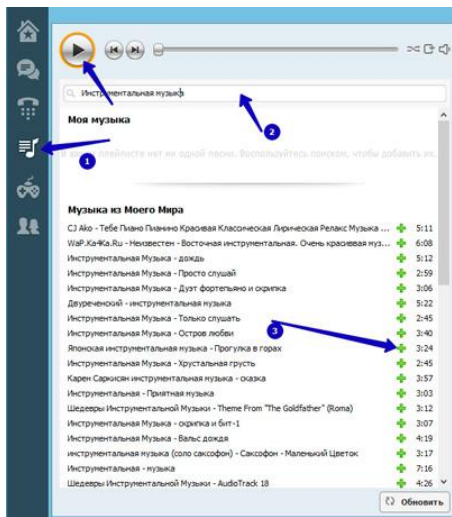 Инструментальная музыка
2
Моя музыка
1
плейлисте нет ни одной песни. Воспользуйтесь поиском, чтобы добавить их.
Музыка из Моего Мира
CJ Ako - Тебе Пиано Пианино Красивая Классическая Лирическая Релакс Музыка ... 5:11
WaP.Ka4Ka.Ru - Неизвестен - Восточная инструментальная. Очень красиввая муз... 6:08
Инструментальная Музыка - дождь 5:12
Инструментальная Музыка - Просто слушай 2:59
Инструментальная Музыка - Дуэт фортепьяно и скрипка 3:06
Двуреченский - инструментальная музыка 5:22
Инструментальная Музыка - Только слушать 2:45
Инструментальная Музыка - Остров любви 3 3:40
Японская инструментальная музыка - Прогулка в горах 3:24
Инструментальная Музыка - Хрустальная грусть 2:45
Карен Саркисян инструментальная музыка - сказка 3:57
Инструментальная - Приятная музыка 3:03
Шедевры Инструментальной Музыки - Theme From "The Goldfather" (Roma) 3:12
Инструментальная Музыка - скрипка и бит-1 3:07
Инструментальная Музыка - Вальс дождя 4:19
инструментальная музыка (соло саксофон) - Саксофон - Маленький Цветок 3:17
Инструментальная - музыка 7:16
Шедевры Инструментальной Музыки - AudioTrack 18 4:26
Обновить